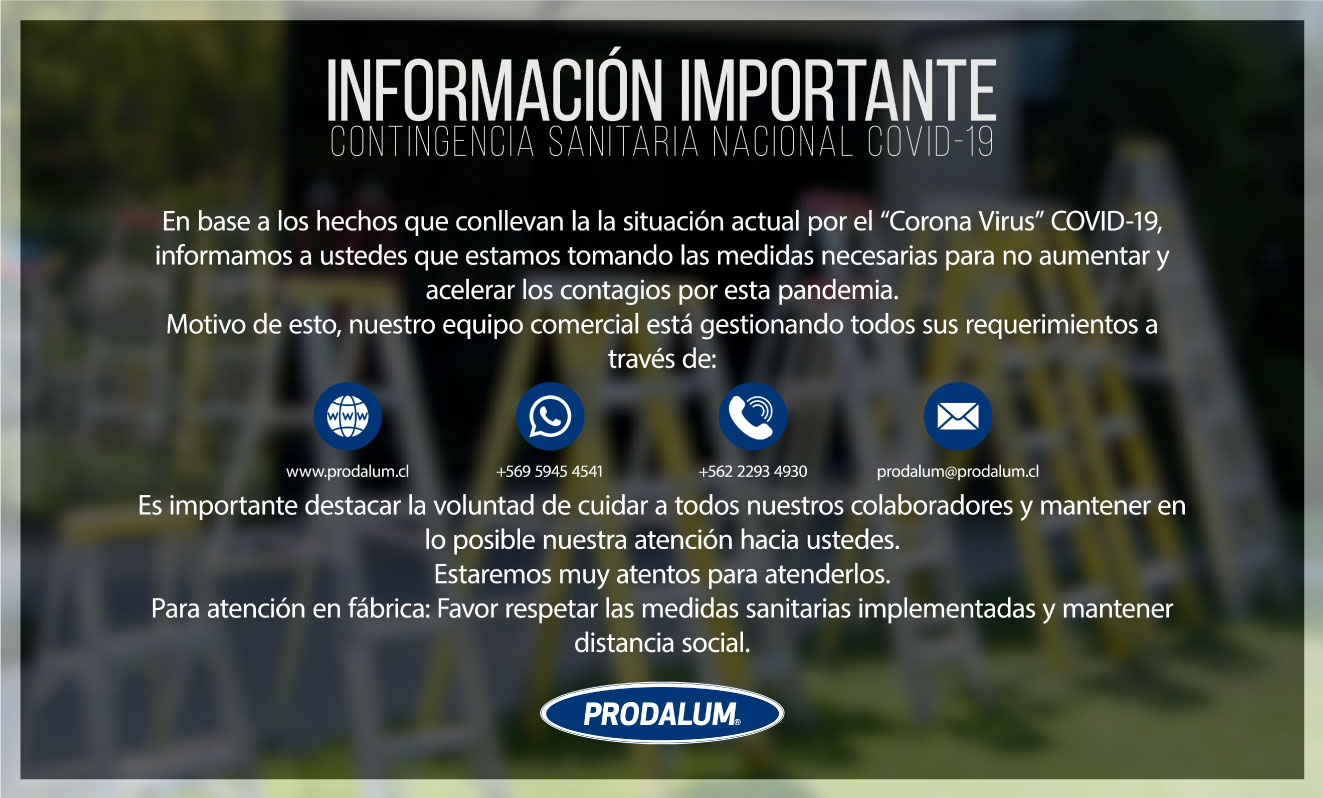 INFORMACIÓN IMPORTANTE
CONTINGENCIA SANITARIA NACIONAL COVID-19
En base a los hechos que conllevan la la situación actual por el “Corona Virus” COVID-19,
informamos a ustedes que estamos tomando las medidas necesarias para no aumentar y
acelerar los contagios por esta pandemia.
Motivo de esto, nuestro equipo comercial está gestionando todos sus requerimientos a
través de:
WWW
www.prodalum.cl +569 5945 4541 +562 2293 4930 prodalum@prodalum.cl
Es importante destacar la voluntad de cuidar a todos nuestros colaboradores y mantener en
lo posible nuestra atención hacia ustedes.
Estaremos muy atentos para atenderlos.
Para atención en fábrica: Favor respetar las medidas sanitarias implementadas y mantener
distancia social.
PRODALUM®